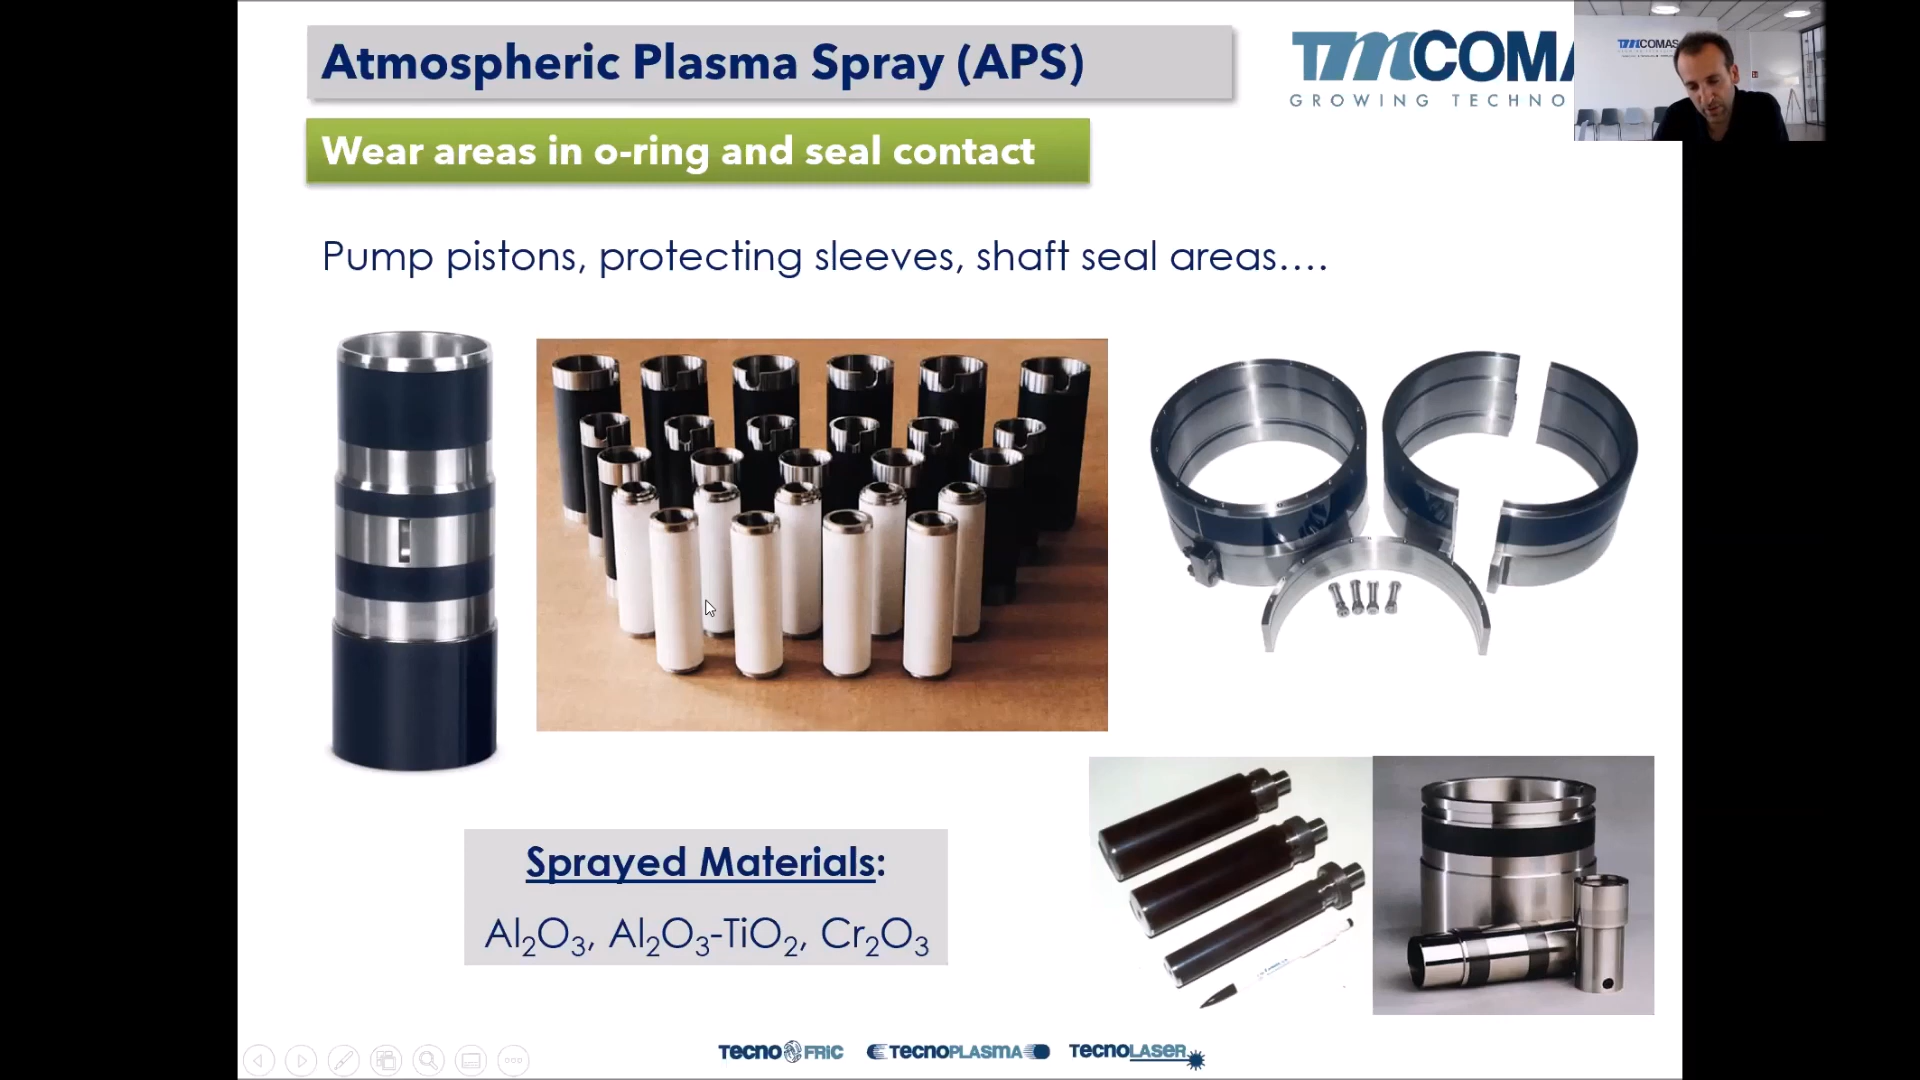 Atmospheric Plasma Spray (APS)
TMCOMA
GROWING TECHNO
TMCOMAS
Wear areas in o-ring and seal contact
Pump pistons, protecting sleeves, shaft seal areas....
Sprayed Materials:
Al₂O₃, Al₂O₃-TiO₂, Cr₂O₃
TECNOFRIC
TECNOPLASMA
TECNOLASER